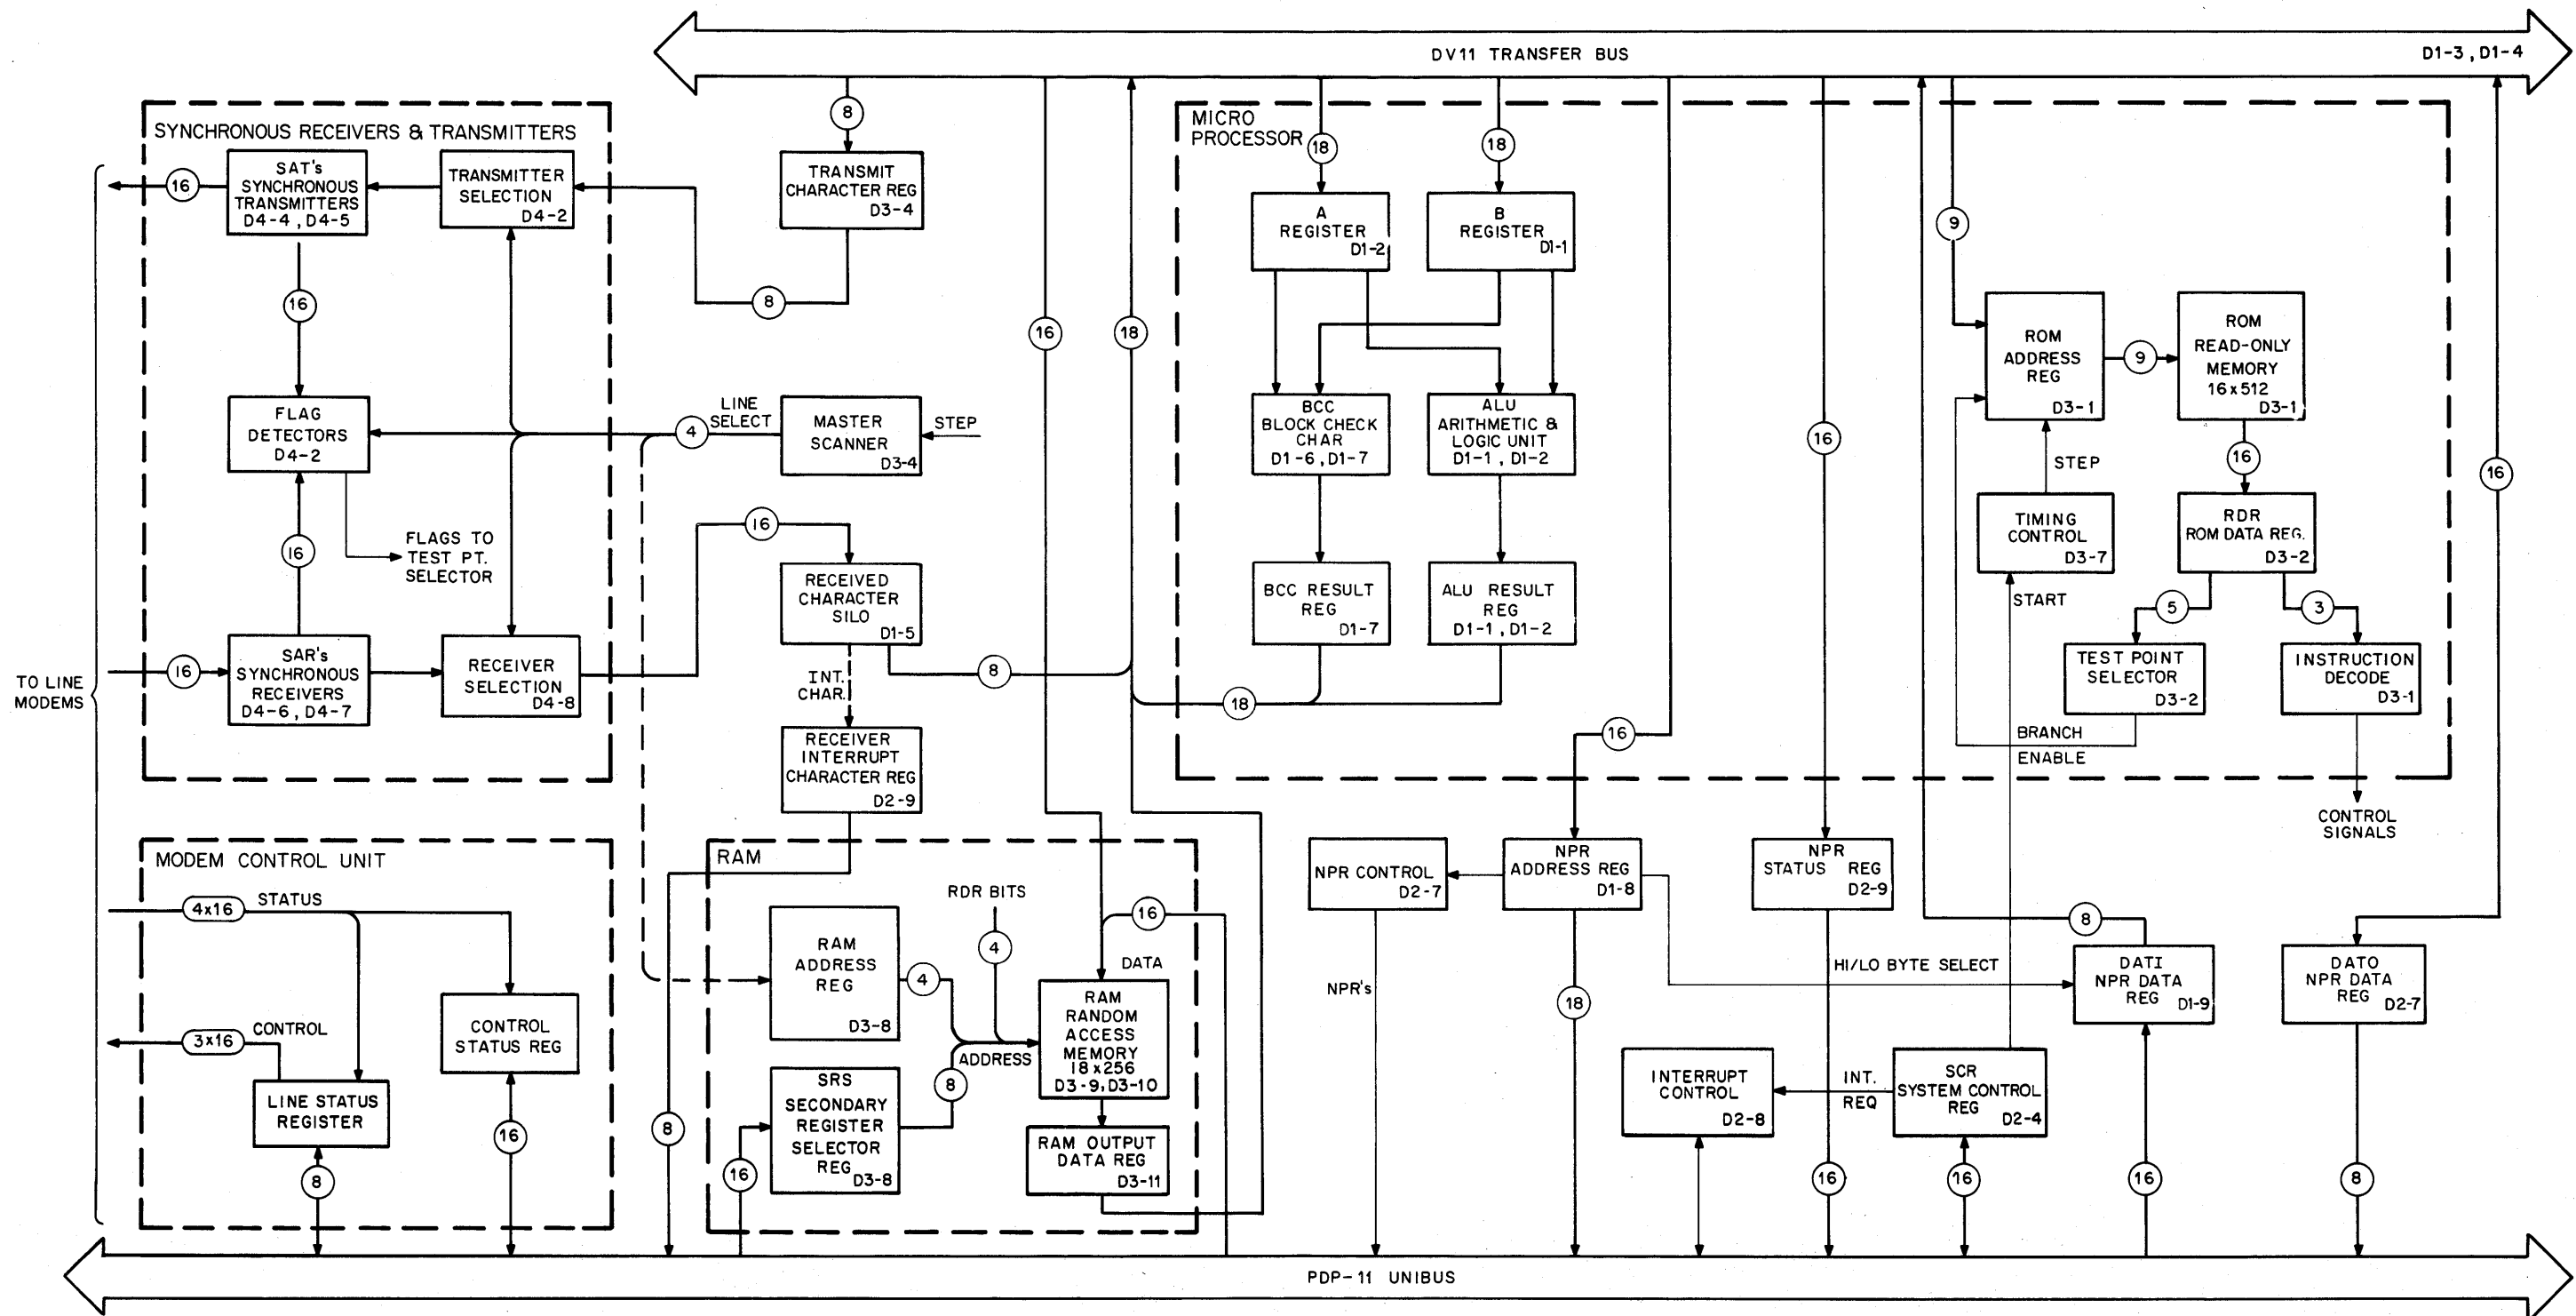 DV11 TRANSFER BUS
D1-3, D1-4
SYNCHRONOUS RECEIVERS & TRANSMITTERS
SAT's
SYNCHRONOUS
TRANSMITTERS
D4-4, D4-5
16
TRANSMITTER
SELECTION
D4-2
8
TRANSMIT
CHARACTER REG
D3-4
8
16
FLAG
DETECTORS
D4-2
16
FLAGS TO
TEST PT.
SELECTOR
LINE
SELECT
4
MASTER
SCANNER
D3-4
STEP
TO LINE
MODEMS
16
SAR's
SYNCHRONOUS
RECEIVERS
D4-6, D4-7
RECEIVER
SELECTION
D4-8
16
RECEIVED
CHARACTER
SILO
D1-5
8
INT.
CHAR.
RECEIVER
INTERRUPT
CHARACTER REG
D2-9
16
18
MICRO
PROCESSOR
18
18
A
REGISTER
D1-2
B
REGISTER
D1-1
BCC
BLOCK CHECK
CHAR
D1-6, D1-7
ALU
ARITHMETIC &
LOGIC UNIT
D1-1, D1-2
BCC RESULT
REG
D1-7
ALU RESULT
REG
D1-1, D1-2
18
16
16
9
ROM
ADDRESS
REG
D3-1
9
ROM
READ-ONLY
MEMORY
16x512
D3-1
STEP
16
TIMING
CONTROL
D3-7
RDR
ROM DATA REG.
D3-2
START
5
3
TEST POINT
SELECTOR
D3-2
INSTRUCTION
DECODE
D3-1
BRANCH
ENABLE
CONTROL
SIGNALS
16
MODEM CONTROL UNIT
4x16
STATUS
3x16
CONTROL
CONTROL
STATUS REG
LINE STATUS
REGISTER
8
16
8
RAM
RAM
ADDRESS
REG
D3-8
4
RDR BITS
4
16
DATA
ADDRESS
8
SRS
SECONDARY
REGISTER
SELECTOR
REG
D3-8
16
RAM
RANDOM
ACCESS
MEMORY
18x256
D3-9, D3-10
RAM OUTPUT
DATA REG
D3-11
NPR CONTROL
D2-7
NPR
ADDRESS REG
D1-8
NPR
STATUS REG
D2-9
NPR's
18
HI/LO BYTE SELECT
8
DATI
NPR DATA
REG
D1-9
DATO
NPR DATA
REG
D2-7
INTERRUPT
CONTROL
D2-8
INT.
REQ
SCR
SYSTEM CONTROL
REG
D2-4
16
16
16
8
PDP-11 UNIBUS